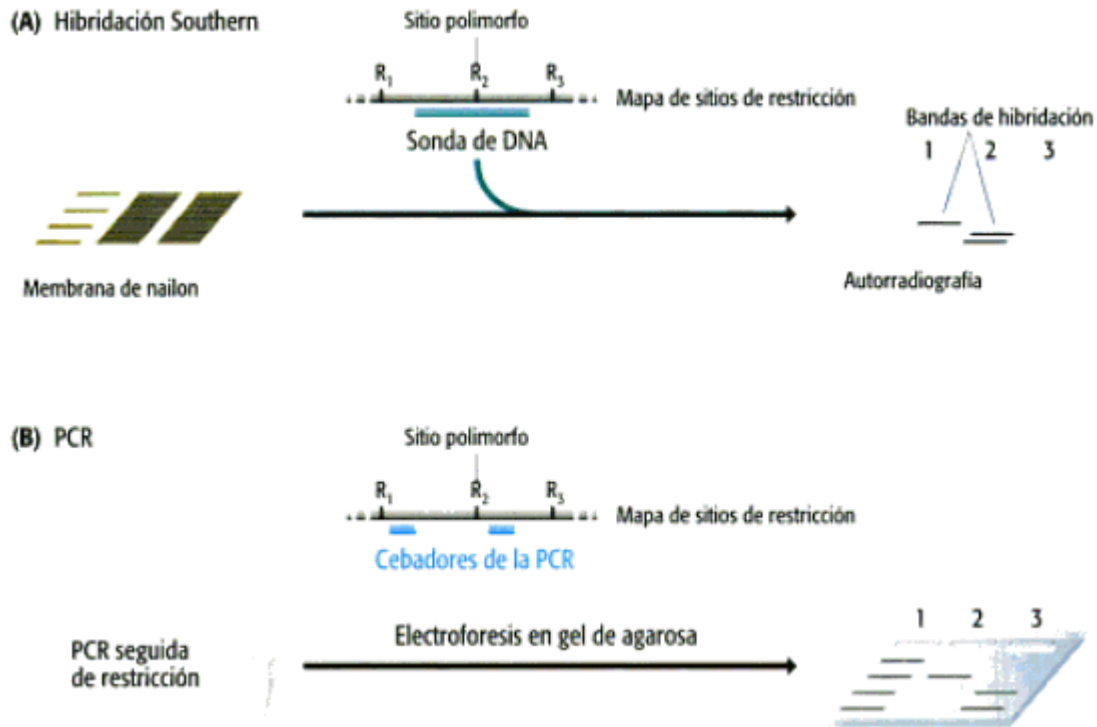 (A) Hibridación Southern
Sitio polimorfo
R1 R2 R3
Mapa de sitios de restricción
Sonda de DNA
Bandas de hibridación
1 2 3
Membrana de nailon
Autorradiografia
(B) PCR
Sitio polimorfo
R1 R2 R3
Mapa de sitios de restricción
Cebadores de la PCR
PCR seguida
de restricción
Electroforesis en gel de agarosa
1 2 3